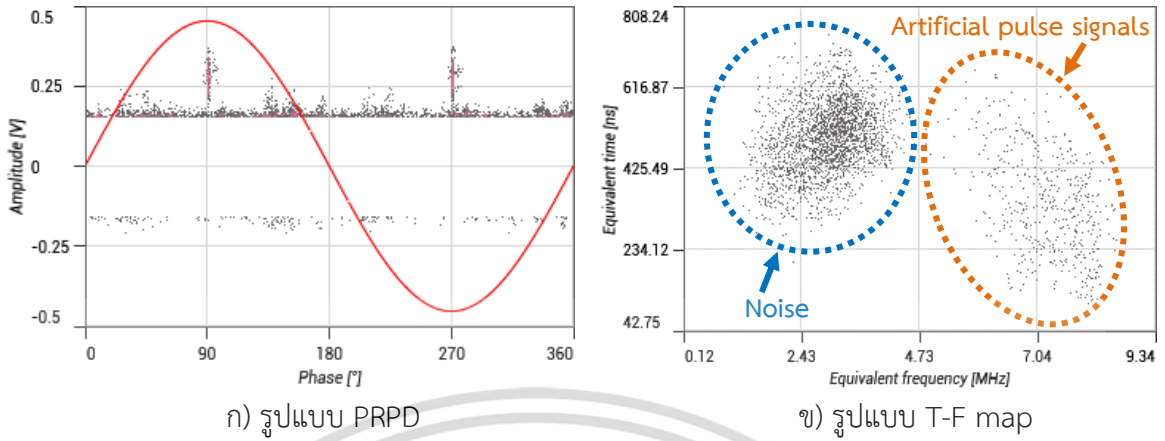 0.5
0.25
0
-0.25
-0.5
Amplitude [V]
0
90
180
270
360
Phase [°]
ก) รูปแบบ PRPD
808.24
616.87
425.49
234.12
42.75
Equivalent time [ns]
Artificial pulse signals
Noise
0.12
2.43
4.73
7.04
9.34
Equivalent frequency [MHz]
ข) รูปแบบ T-F map